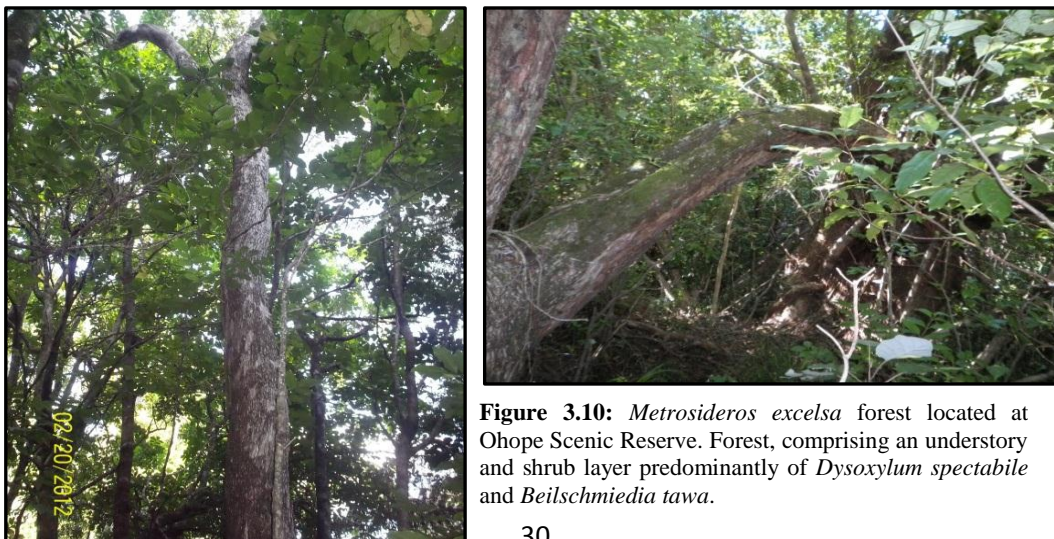 02/20/2012
Figure 3.10: Metrosideros excelsa forest located at
Ohope Scenic Reserve. Forest, comprising an understory
and shrub layer predominantly of Dysoxylum spectabile
and Beilschmiedia tawa.
30